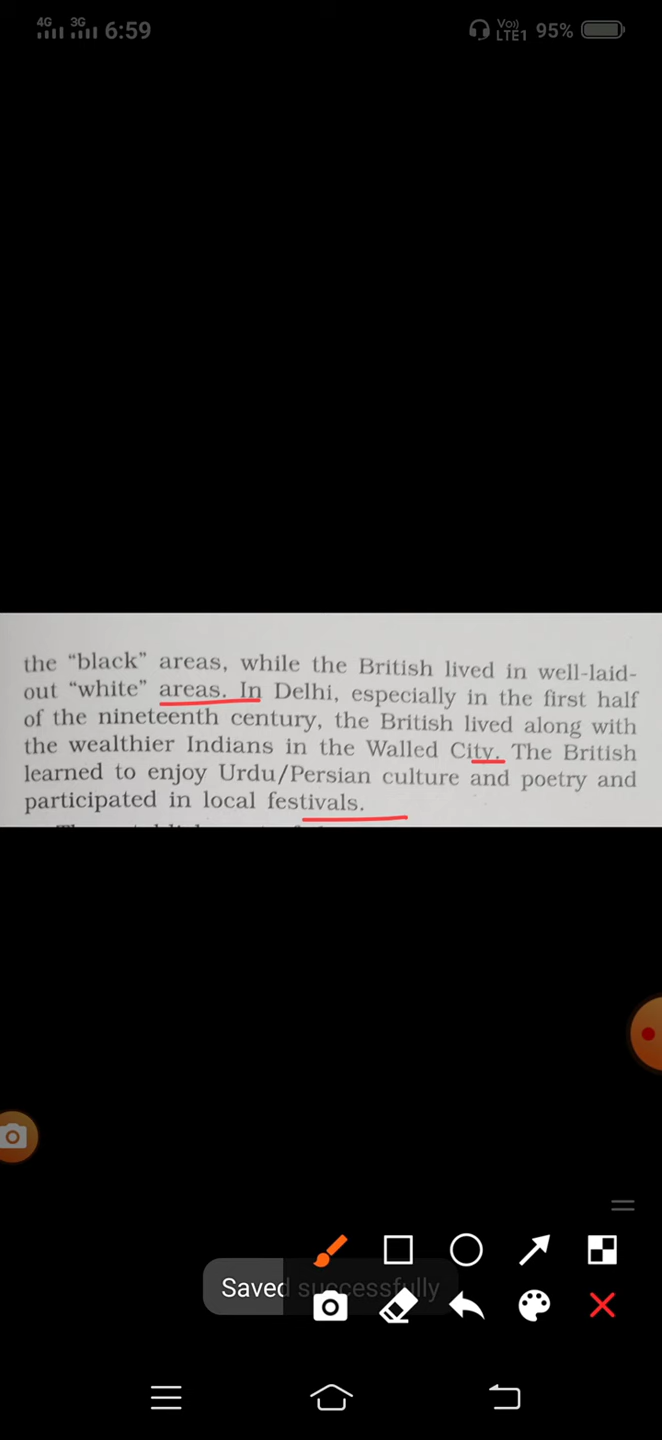 4G 3G 6:59 Vo)) LTE1 95%
the “black” areas, while the British lived in well-laid-
out “white” areas. In Delhi, especially in the first half
of the nineteenth century, the British lived along with
the wealthier Indians in the Walled City. The British
learned to enjoy Urdu/Persian culture and poetry and
participated in local festivals.
Saved successfully